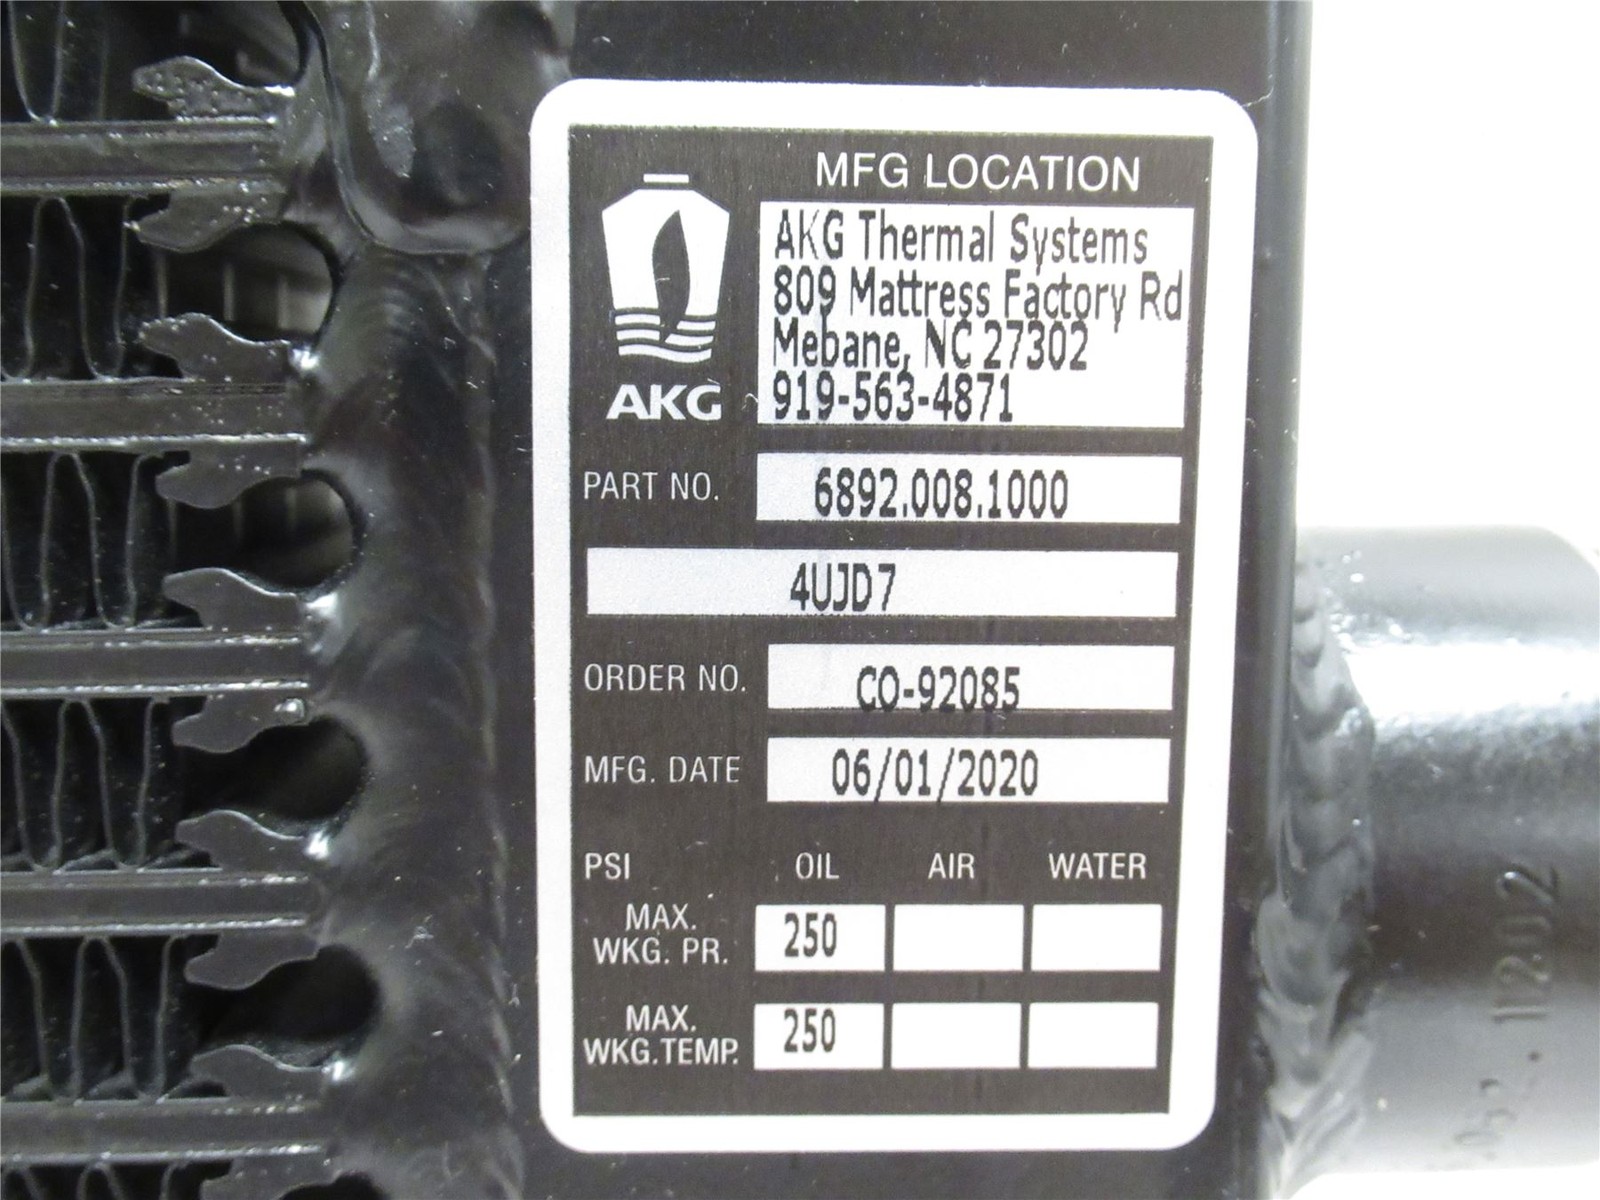 MFG LOCATION
AKG Thermal Systems
809 Mattress Factory Rd
Mebane, NC 27302
919-563-4871
AKG
PART NO. 6892.008.1000
4UJD7
ORDER NO. CO-92085
MFG. DATE 06/01/2020
PSI OIL AIR WATER
MAX.
WKG. PR. 250
MAX.
WKG.TEMP. 250
11202